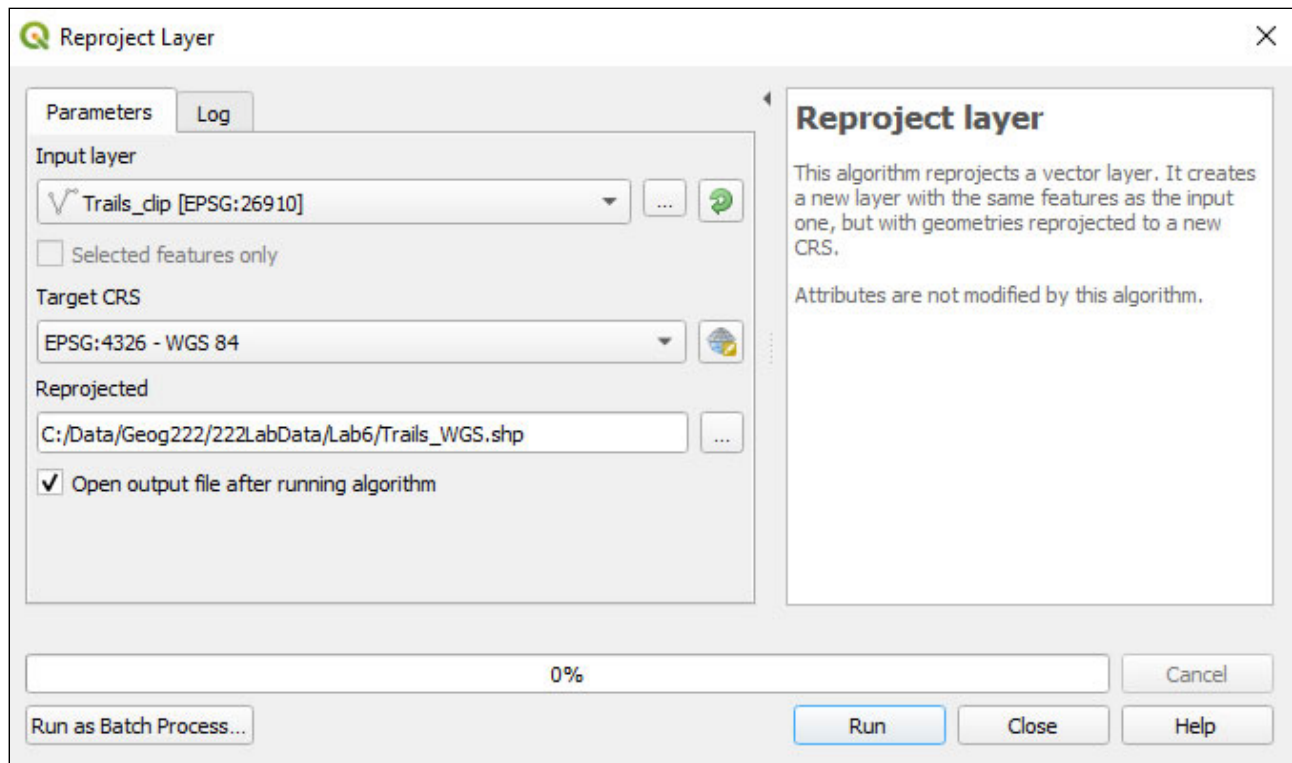 Reproject Layer
Parameters
Log
Input layer
Trails_clip [EPSG:26910]
...
Selected features only
Target CRS
EPSG:4326 - WGS 84
Reprojected
C:/Data/Geog222/222LabData/Lab6/Trails_WGS.shp
...
Open output file after running algorithm
Reproject layer
This algorithm reprojects a vector layer. It creates
a new layer with the same features as the input
one, but with geometries reprojected to a new
CRS.
Attributes are not modified by this algorithm.
0%
Cancel
Run as Batch Process...
Run
Close
Help